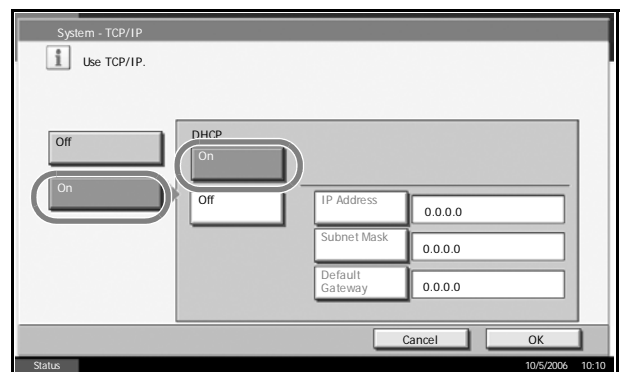 System - TCP/IP
Use TCP/IP.
Off
On
DHCP
On
Off
IP Address
0.0.0.0
Subnet Mask
0.0.0.0
Default
Gateway
0.0.0.0
Cancel
OK
Status
10/5/2006 10:10